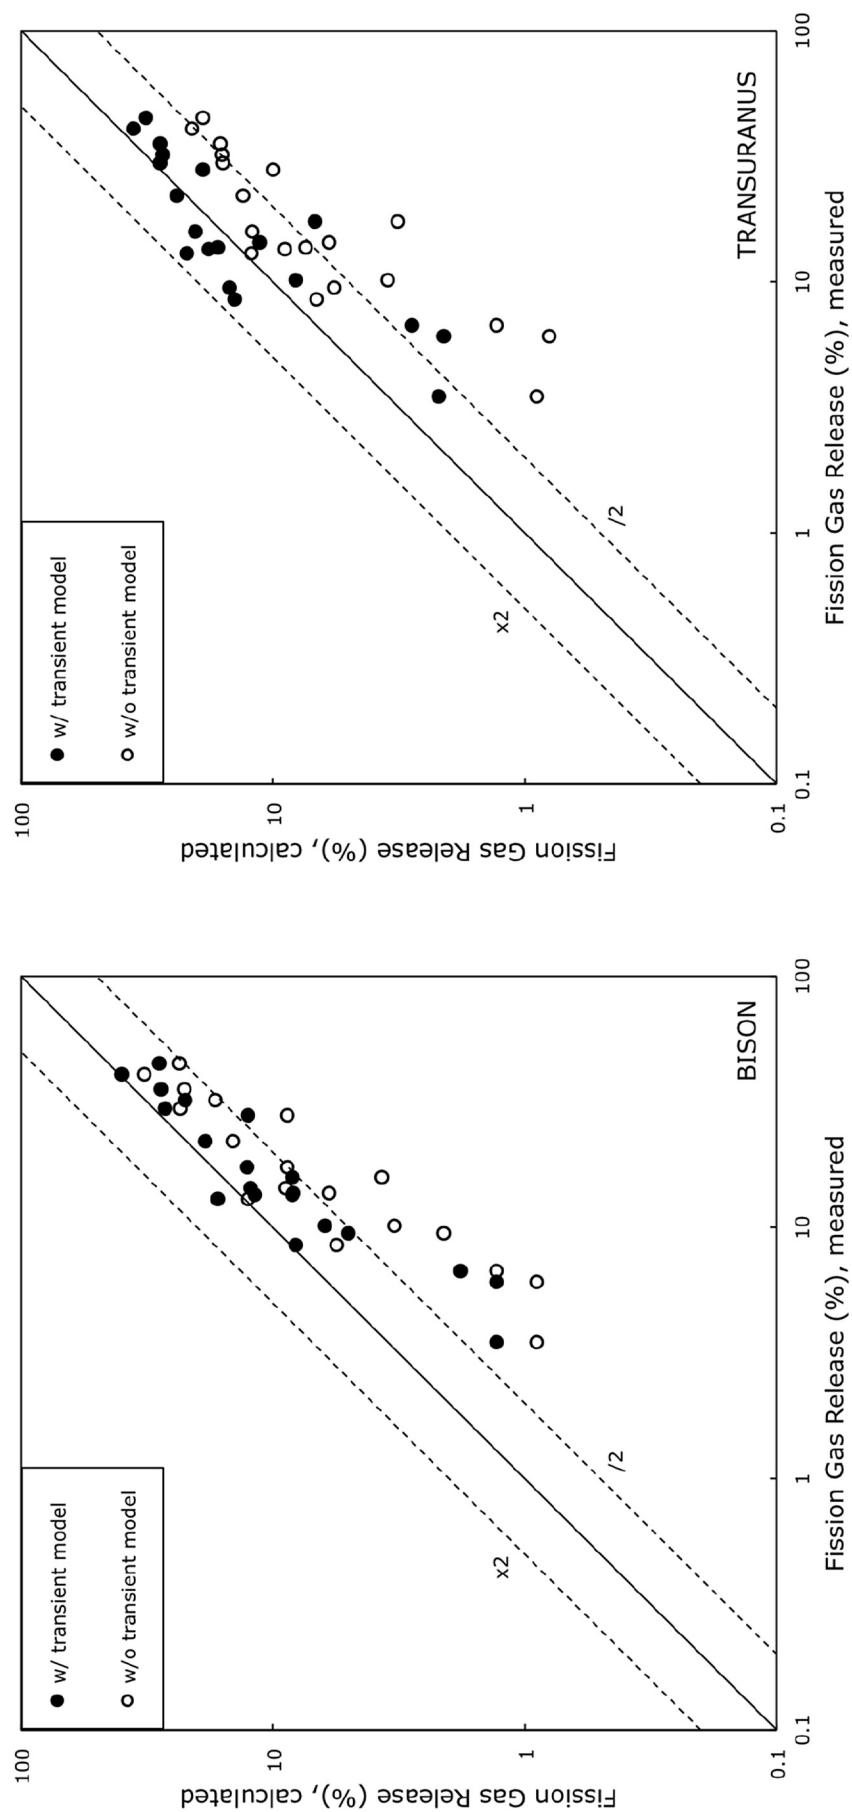 100
10
1
0.1
Fission Gas Release (%), calculated
w/ transient model
w/o transient model
x2
/2
BISON
0.1
1
10
100
Fission Gas Release (%), measured
100
10
1
0.1
Fission Gas Release (%), calculated
w/ transient model
w/o transient model
x2
/2
TRANSURANUS
0.1
1
10
100
Fission Gas Release (%), measured